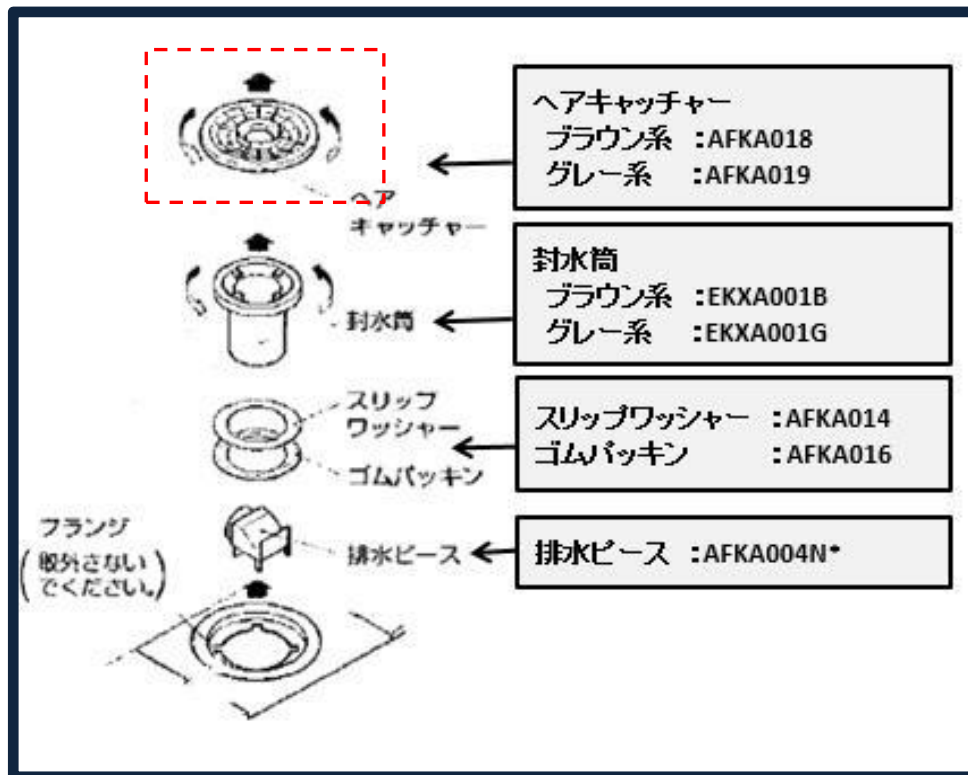 ヘア
キャッチャー
封水筒
スリップ
ワッシャー
ゴムパッキン
フランジ
(取外さない
でください。)
排水ピース
ヘアキャッチャー
ブラウン系 :AFKA018
グレー系 :AFKA019
封水筒
ブラウン系 :EKXA001B
グレー系 :EKXA001G
スリップワッシャー :AFKA014
ゴムパッキン :AFKA016
排水ピース :AFKA004N*